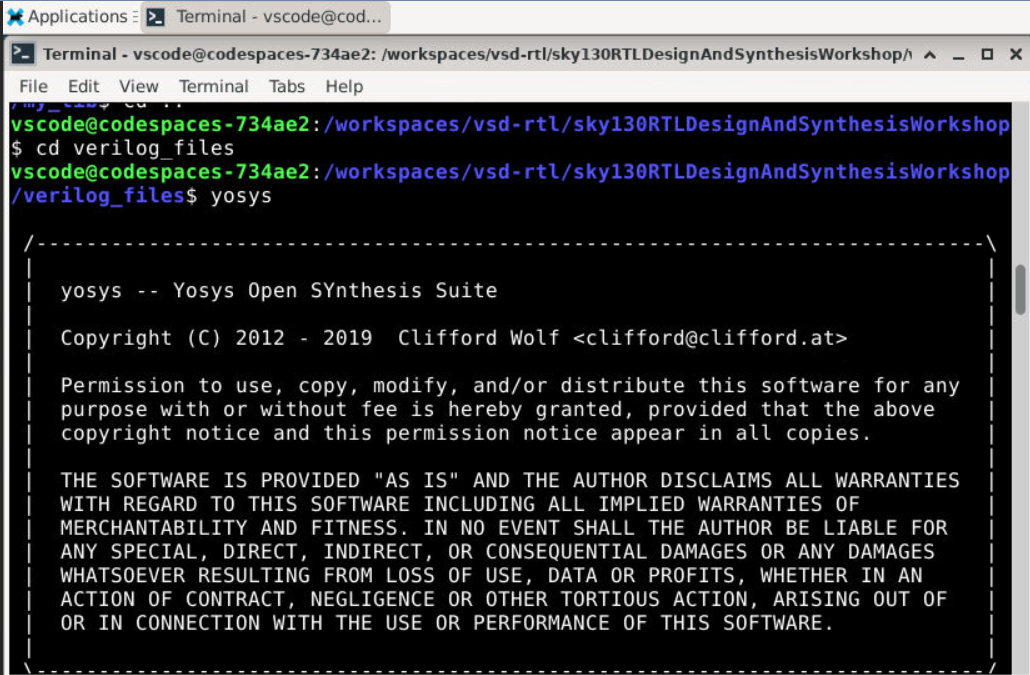 Applications
Terminal - vscode@cod...
Terminal - vscode@codespaces-734ae2: /workspaces/vsd-rtl/sky130RTLDesignAndSynthesisWorkshop/
File Edit View Terminal Tabs Help
/my_lib$ cd ..
vscode@codespaces-734ae2:/workspaces/vsd-rtl/sky130RTLDesignAndSynthesisWorkshop
$ cd verilog_files
vscode@codespaces-734ae2:/workspaces/vsd-rtl/sky130RTLDesignAndSynthesisWorkshop
/verilog_files$ yosys
yosys -- Yosys Open SYnthesis Suite
Copyright (C) 2012 - 2019 Clifford Wolf <clifford@clifford.at>
Permission to use, copy, modify, and/or distribute this software for any
purpose with or without fee is hereby granted, provided that the above
copyright notice and this permission notice appear in all copies.
THE SOFTWARE IS PROVIDED "AS IS" AND THE AUTHOR DISCLAIMS ALL WARRANTIES
WITH REGARD TO THIS SOFTWARE INCLUDING ALL IMPLIED WARRANTIES OF
MERCHANTABILITY AND FITNESS. IN NO EVENT SHALL THE AUTHOR BE LIABLE FOR
ANY SPECIAL, DIRECT, INDIRECT, OR CONSEQUENTIAL DAMAGES OR ANY DAMAGES
WHATSOEVER RESULTING FROM LOSS OF USE, DATA OR PROFITS, WHETHER IN AN
ACTION OF CONTRACT, NEGLIGENCE OR OTHER TORTIOUS ACTION, ARISING OUT OF
OR IN CONNECTION WITH THE USE OR PERFORMANCE OF THIS SOFTWARE.